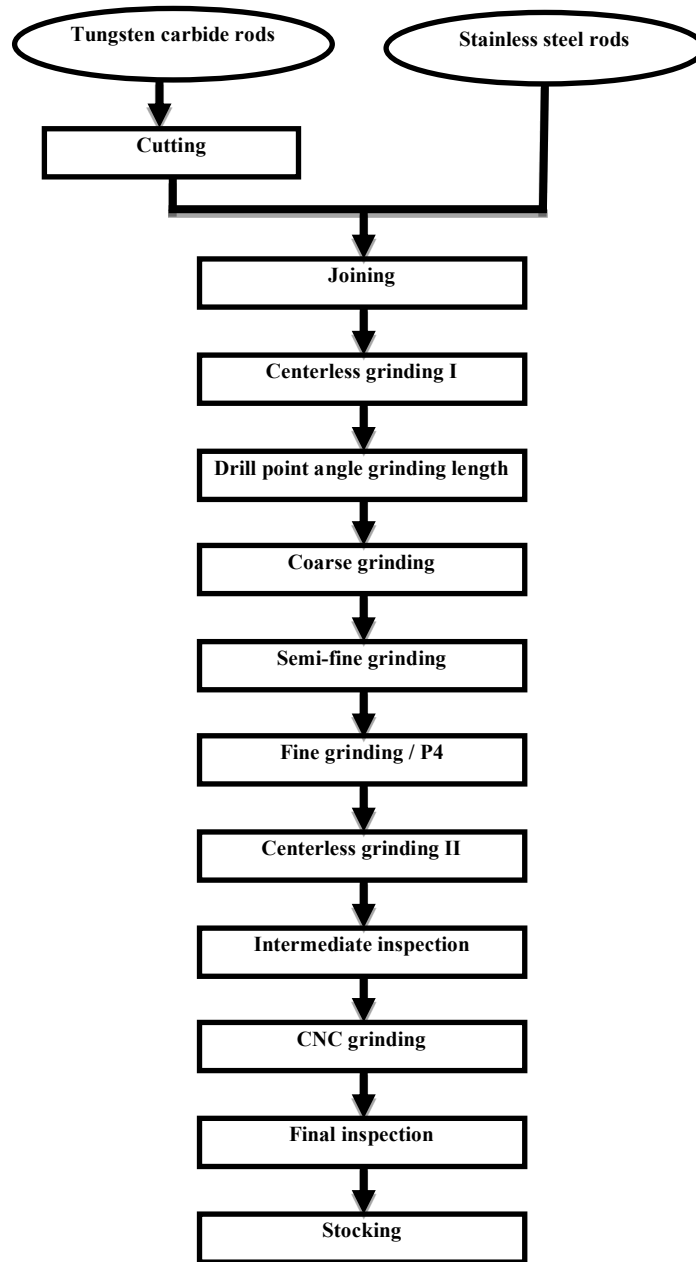 Tungsten carbide rods
Stainless steel rods
Cutting
Joining
Centerless grinding I
Drill point angle grinding length
Coarse grinding
Semi-fine grinding
Fine grinding / P4
Centerless grinding II
Intermediate inspection
CNC grinding
Final inspection
Stocking